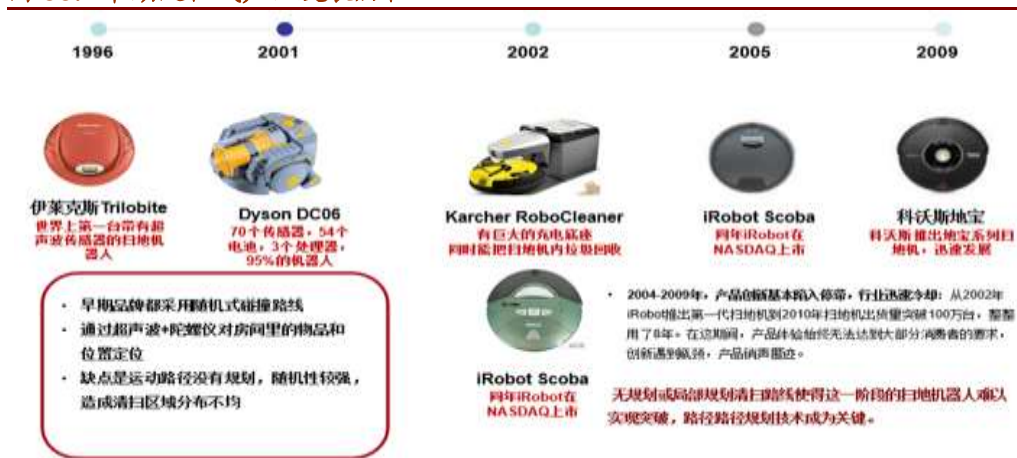 1996
2001
2002
2005
2009
伊莱克斯Trilobite
世界上第一台带有超
声波传感器的扫地机
器人
Dyson DC06
70个传感器，54个
电池，3个处理器，
95%的机器人
Karcher RoboCleaner
有巨大的充电底座
同时能把扫地机内垃圾回收
iRobot Scoba
同年iRobot在
NASDAQ上市
科沃斯地宝
科沃斯推出地宝系列扫
地机，迅速发展
• 早期品牌都采用随机式碰撞路线
• 通过超声波+陀螺仪对房间里的物品和
位置定位
• 缺点是运动路径没有规划，随机性较强，
造成清扫区域分布不均
iRobot Scoba
同年iRobot在
NASDAQ上市
• 2004-2009年，产品创新基本陷入停滞，行业迅速冷却：从2002年
iRobot推出第一代扫地机到2010年扫地机出货量突破100万台，整整
用了8年。在这期间，产品体验始终无法达到大部分消费者的要求，
创新遇到瓶颈，产品销声匿迹。
无规划或局部规划清扫路线使得这一阶段的扫地机器人难以
实现突破，路径路径规划技术成为关键。